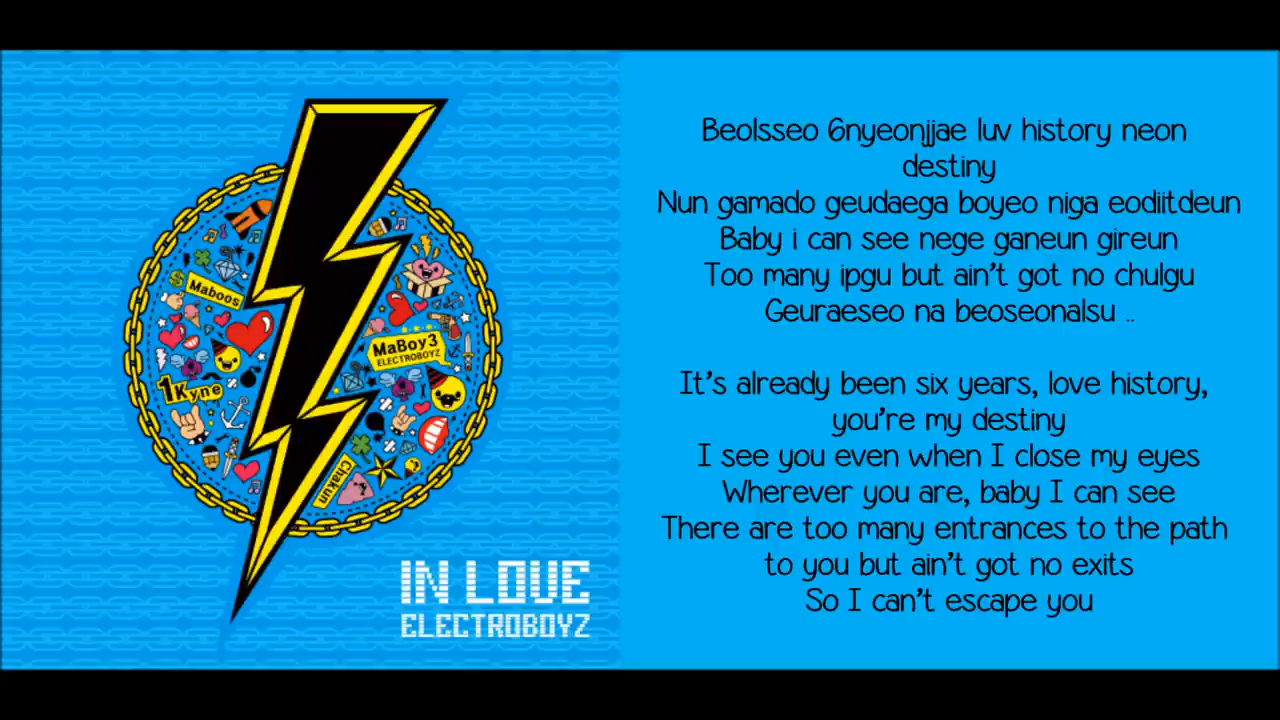 Maboos
MaBoy3
ELECTROBOYZ
1Kyne
Chakun
IN LOVE
ELECTROBOYZ
Beolsseo 6nyeonjjae luv history neon
destiny
Nun gamado geudaega boyeo niga eodiitdeun
Baby i can see nege ganeun gireun
Too many ipgu but ain't got no chulgu
Geuraeseo na beoseonalsu ..
It's already been six years, love history,
you're my destiny
I see you even when I close my eyes
Wherever you are, baby I can see
There are too many entrances to the path
to you but ain't got no exits
So I can't escape you